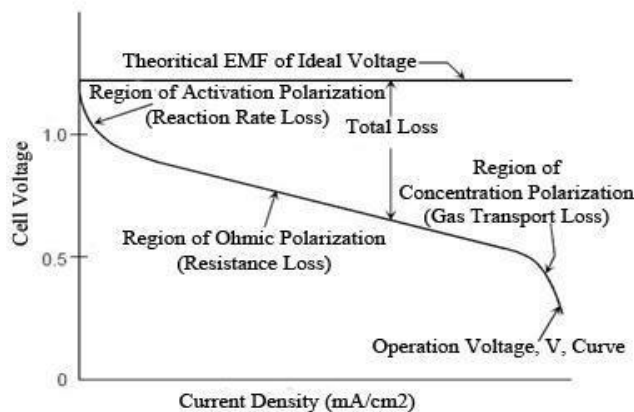 Theoritical EMF of Ideal Voltage
Region of Activation Polarization
(Reaction Rate Loss)
Total Loss
1.0
Region of
Concentration Polarization
(Gas Transport Loss)
Cell Voltage
Region of Ohmic Polarization
(Resistance Loss)
0.5
Operation Voltage, V, Curve
0
Current Density (mA/cm2)